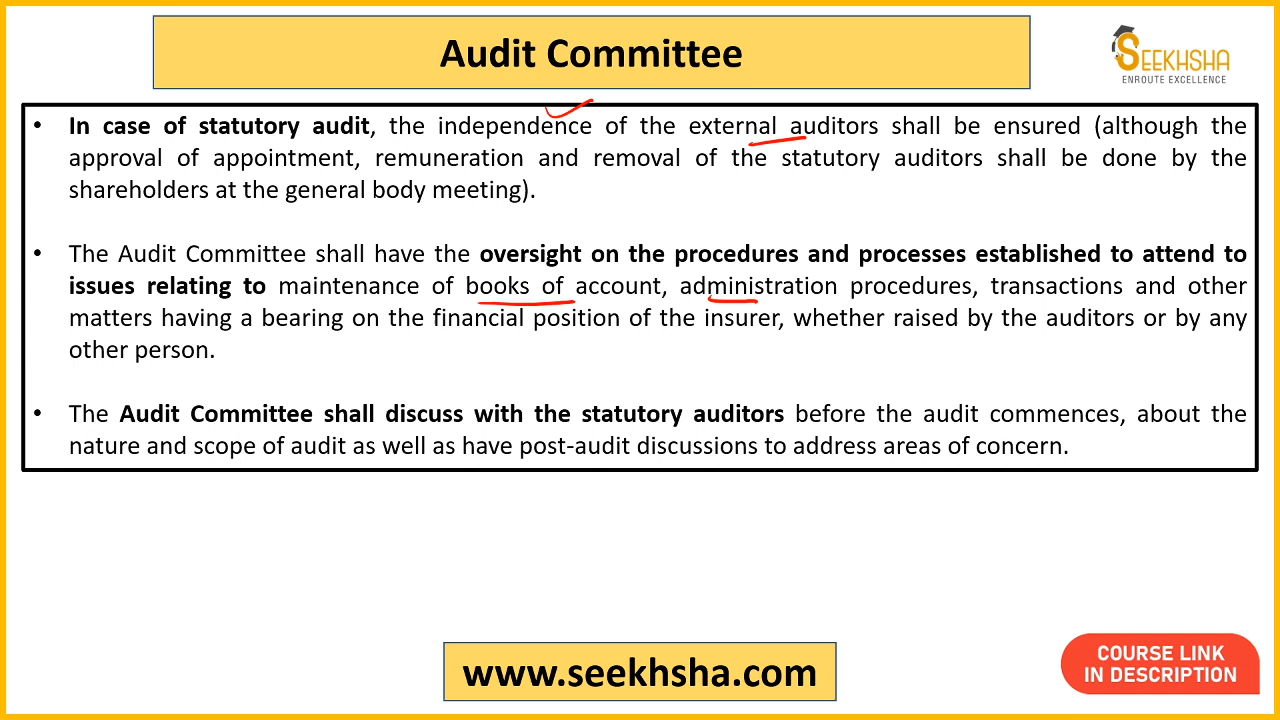 Audit Committee
SEEKHSHA
ENROUTE EXCELLENCE
• In case of statutory audit, the independence of the external auditors shall be ensured (although the
approval of appointment, remuneration and removal of the statutory auditors shall be done by the
shareholders at the general body meeting).
• The Audit Committee shall have the oversight on the procedures and processes established to attend to
issues relating to maintenance of books of account, administration procedures, transactions and other
matters having a bearing on the financial position of the insurer, whether raised by the auditors or by any
other person.
• The Audit Committee shall discuss with the statutory auditors before the audit commences, about the
nature and scope of audit as well as have post-audit discussions to address areas of concern.
www.seekhsha.com
COURSE LINK
IN DESCRIPTION